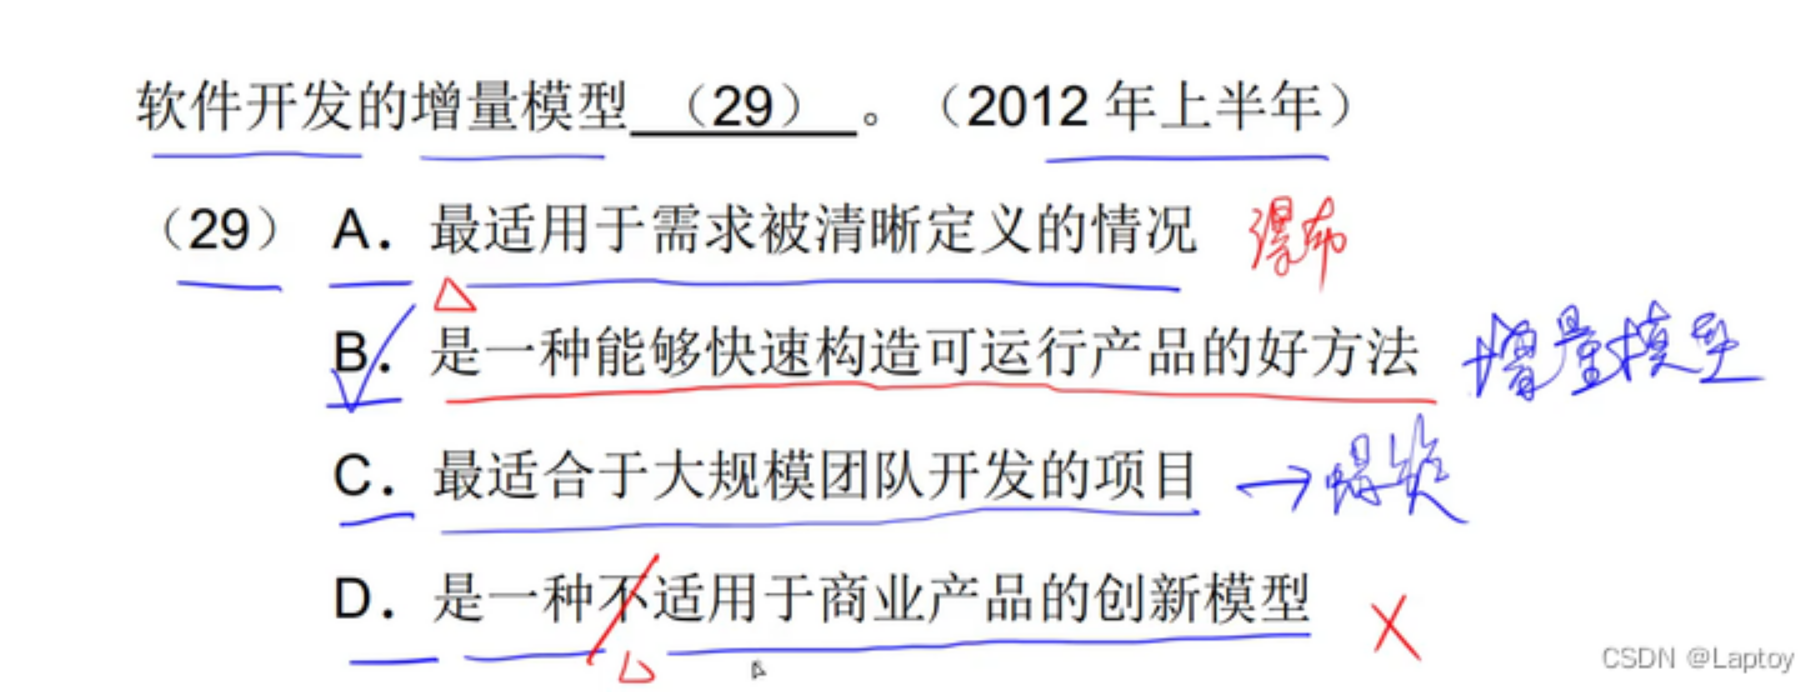 软件开发的增量模型 （29） 。（2012 年上半年）
（29） A． 最适用于需求被清晰定义的情况 瀑布
B． 是一种能够快速构造可运行产品的好方法 增量模型
C． 最适合于大规模团队开发的项目 → 螺旋
D． 是一种不适用于商业产品的创新模型 X
CSDN @Laptoy